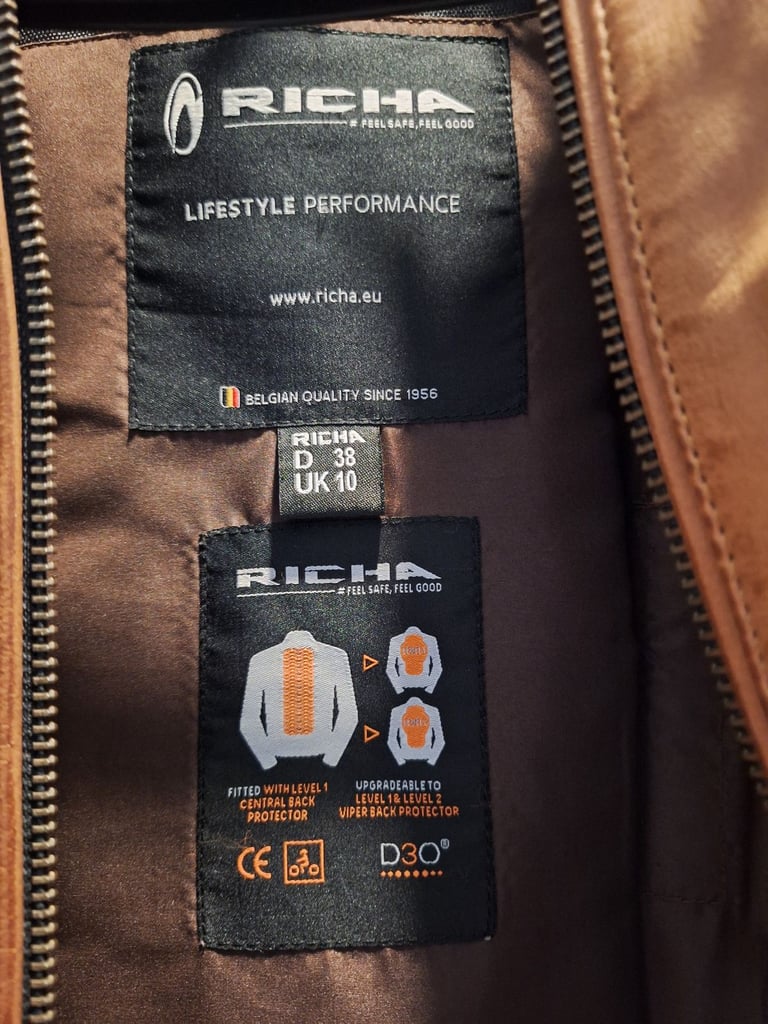 RICHA
# FEEL SAFE, FEEL GOOD
LIFESTYLE PERFORMANCE
www.richa.eu
BELGIAN QUALITY SINCE 1956
RICHA
D 38
UK 10
RICHA
# FEEL SAFE, FEEL GOOD
FITTED WITH LEVEL 1
CENTRAL BACK
PROTECTOR
UPGRADEABLE TO
LEVEL 1 & LEVEL 2
VIPER BACK PROTECTOR
CE
D3O®